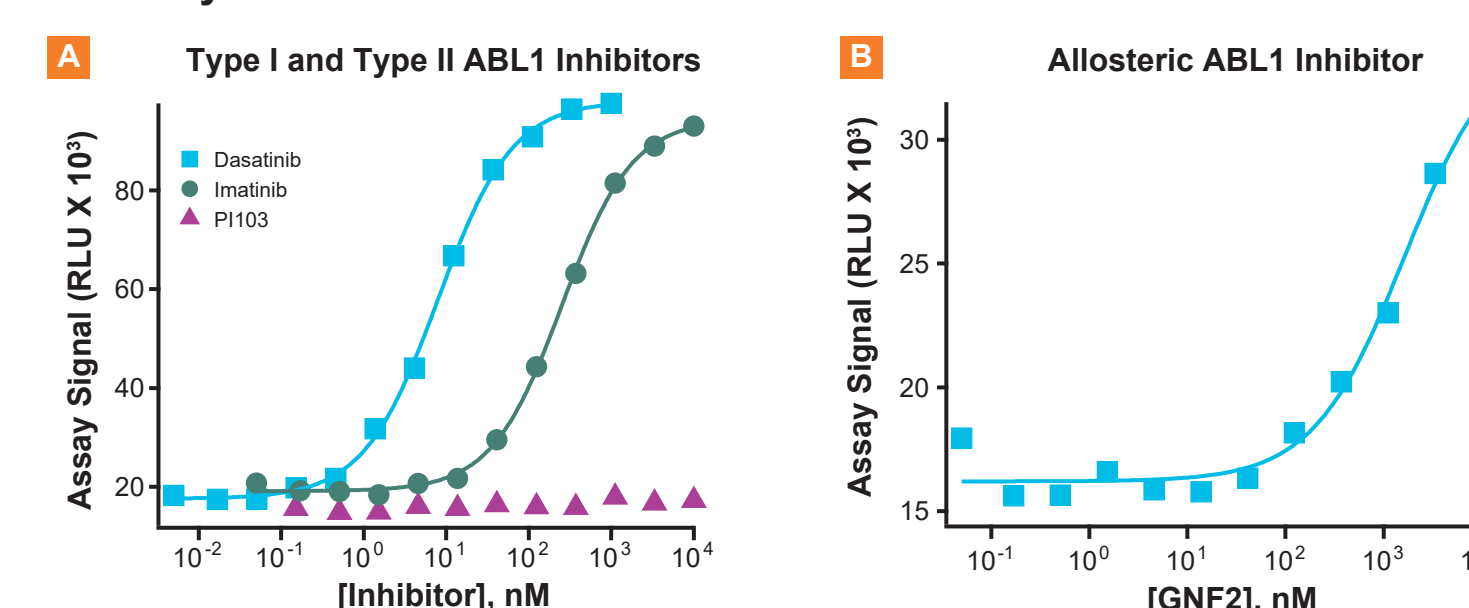 A
Type I and Type II ABL1 Inhibitors
Assay Signal (RLU X 10³)
80
60
40
20
Dasatinib
Imatinib
PI103
10⁻² 10⁻¹ 10⁰ 10¹ 10² 10³ 10⁴
[Inhibitor], nM
B
Allosteric ABL1 Inhibitor
Assay Signal (RLU X 10³)
30
25
20
15
10⁻¹ 10⁰ 10¹ 10² 10³
[GNF2], nM